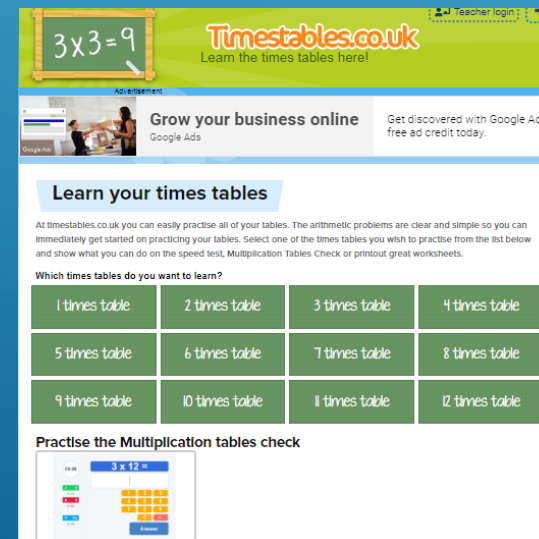 Teacher login
3x3=9
Timestables.co.uk
Learn the times tables here!
Advertisement
Grow your business online
Google Ads
Get discovered with Google Ad
free ad credit today.
Google Ads
Learn your times tables
At timestables.co.uk you can easily practise all of your tables. The arithmetic problems are clear and simple so you can
immediately get started on practicing your tables. Select one of the times tables you wish to practise from the list below
and show what you can do on the speed test, Multiplication Tables Check or printout great worksheets.
Which times tables do you want to learn?
1 times table 2 times table 3 times table 4 times table
5 times table 6 times table 7 times table 8 times table
9 times table 10 times table 11 times table 12 times table
Practise the Multiplication tables check
3 x 12 =
Answer